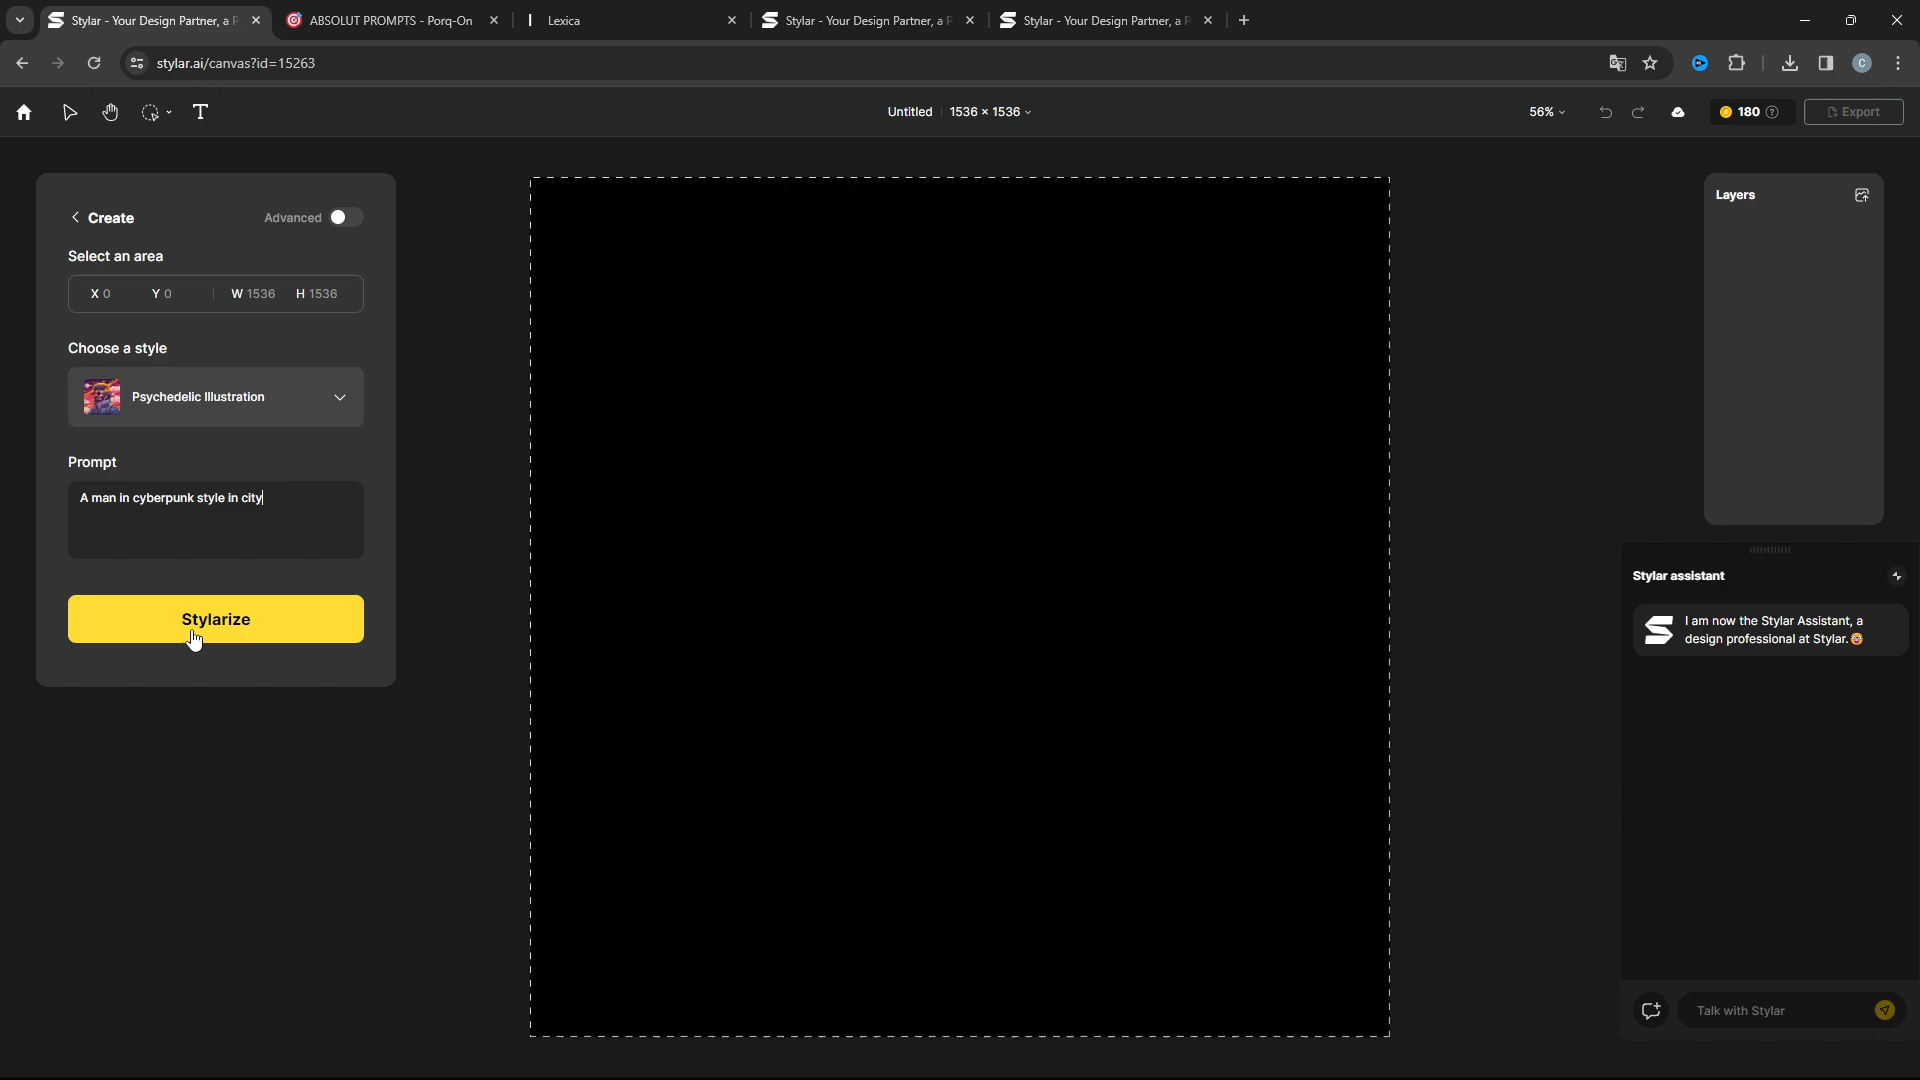 Stylar - Your Design Partner, a P
ABSOLUT PROMPTS - Porq-On
Lexica
Stylar - Your Design Partner, a P
Stylar - Your Design Partner, a P
stylar.ai/canvas?id=15263
C
T
Untitled
1536 × 1536
56%
180
Export
Create
Advanced
Select an area
X 0
Y 0
W 1536
H 1536
Choose a style
Psychedelic Illustration
Prompt
A man in cyberpunk style in city
Stylarize
Layers
Stylar assistant
I am now the Stylar Assistant, a
design professional at Stylar.
Talk with Stylar